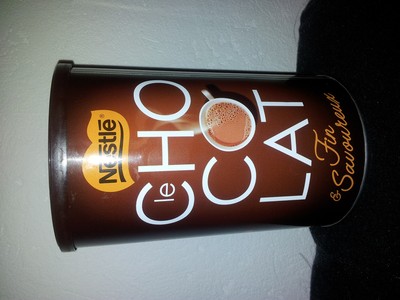 Nestlé®
le CHO
CO
LAT
Fin
& Savoureux